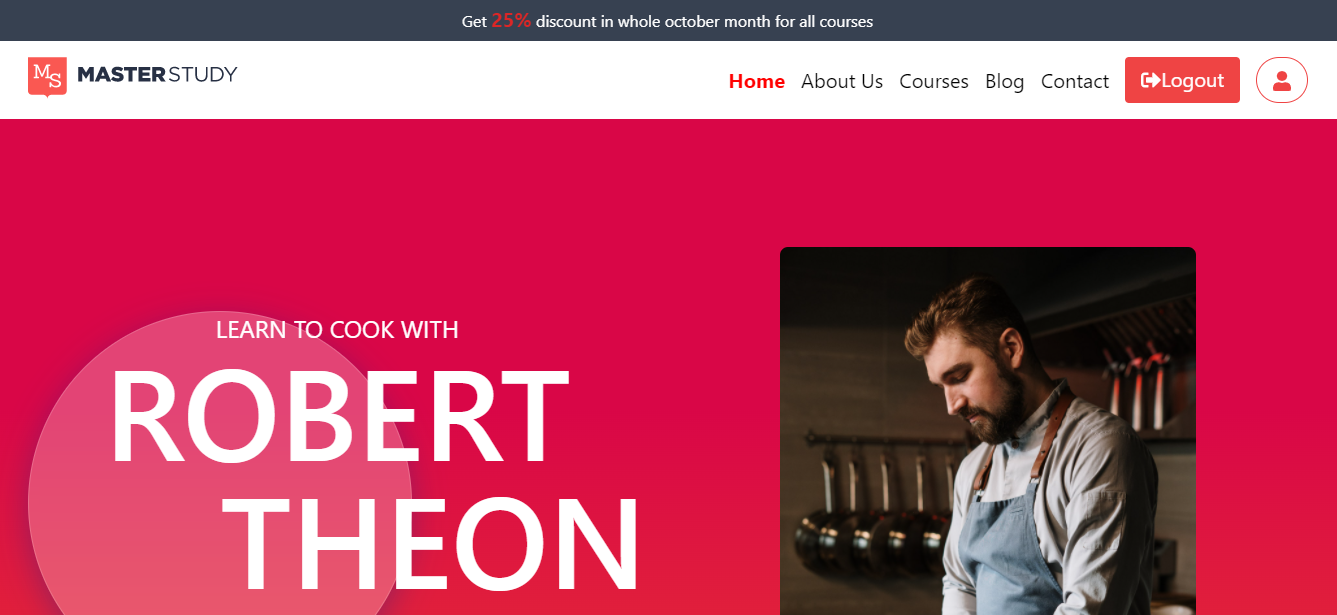 Get 25% discount in whole october month for all courses
MS MASTERSTUDY
Home About Us Courses Blog Contact Logout
LEARN TO COOK WITH
ROBERT
THEON